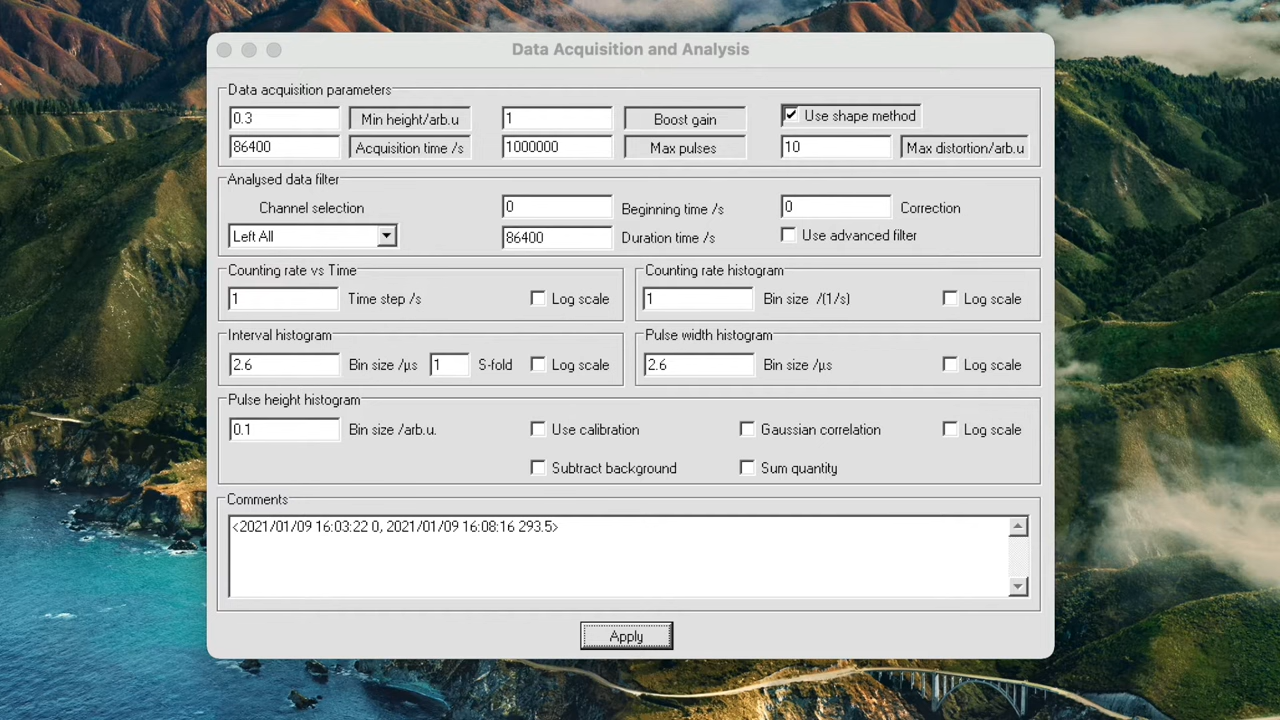 Data Acquisition and Analysis
Data acquisition parameters
0.3 Min height/arb.u 1 Boost gain Use shape method
86400 Acquisition time /s 1000000 Max pulses 10 Max distortion/arb.u
Analysed data filter
Channel selection 0 Beginning time /s 0 Correction
Left All 86400 Duration time /s Use advanced filter
Counting rate vs Time
1 Time step /s Log scale
Counting rate histogram
1 Bin size /(1/s) Log scale
Interval histogram
2.6 Bin size /µs 1 S-fold Log scale
Pulse width histogram
2.6 Bin size /µs Log scale
Pulse height histogram
0.1 Bin size /arb.u. Use calibration Gaussian correlation Log scale
Subtract background Sum quantity
Comments
<2021/01/09 16:03:22 0, 2021/01/09 16:08:16 293.5>
Apply